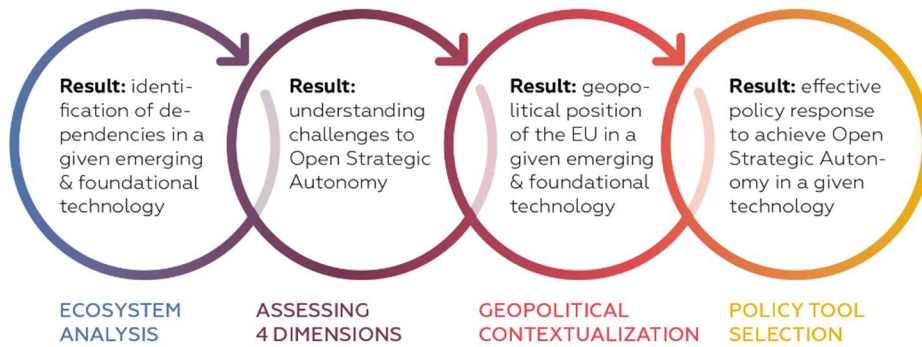 Result: identi-
fication of de-
pendencies in a
given emerging
& foundational
technology
Result:
understanding
challenges to
Open Strategic
Autonomy
Result: geopo-
litical position
of the EU in a
given emerging
& foundational
technology
Result: effective
policy response
to achieve Open
Strategic Auton-
omy in a given
technology
ECOSYSTEM
ANALYSIS
ASSESSING
4 DIMENSIONS
GEOPOLITICAL
CONTEXTUALIZATION
POLICY TOOL
SELECTION